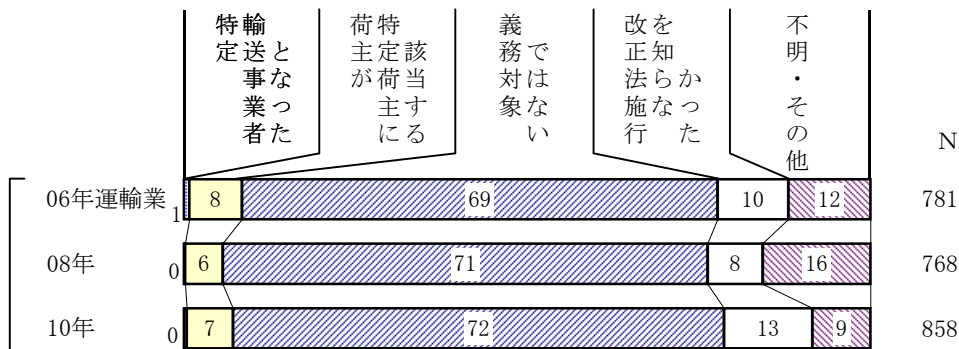 特定
輸送事業者
となった
荷主が
特定荷主に
該当する
義務対象
ではない
改正法施行
を知らな
かった
不明・その他
N
06年運輸業 1 8 69 10 12 781
08年 0 6 71 8 16 768
10年 0 7 72 13 9 858